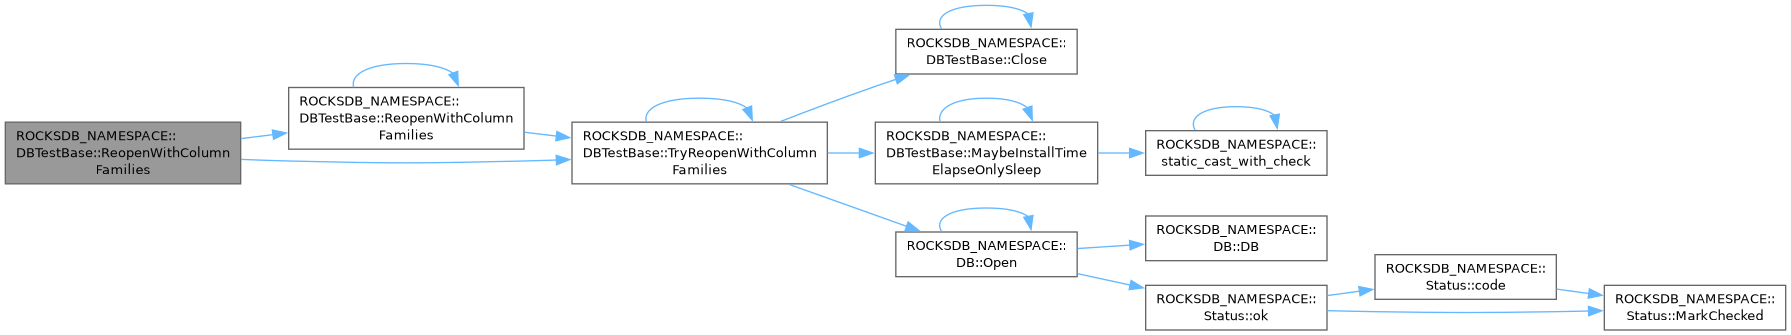 ROCKSDB_NAMESPACE::
DBTestBase::ReopenWithColumn
Families
ROCKSDB_NAMESPACE::
DBTestBase::ReopenWithColumn
Families
ROCKSDB_NAMESPACE::
DBTestBase::TryReopenWithColumn
Families
ROCKSDB_NAMESPACE::
DBTestBase::Close
ROCKSDB_NAMESPACE::
DBTestBase::MaybeInstallTime
ElapseOnlySleep
ROCKSDB_NAMESPACE::
static_cast_with_check
ROCKSDB_NAMESPACE::
DB::Open
ROCKSDB_NAMESPACE::
DB::DB
ROCKSDB_NAMESPACE::
Status::ok
ROCKSDB_NAMESPACE::
Status::code
ROCKSDB_NAMESPACE::
Status::MarkChecked